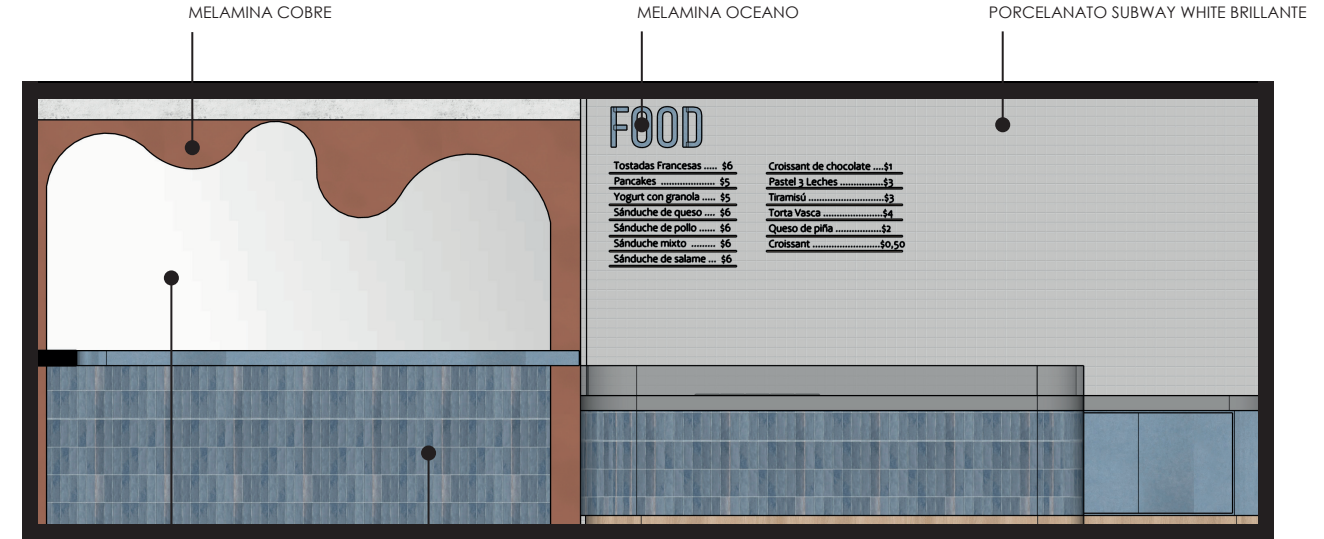 MELAMINA COBRE
MELAMINA OCEANO
PORCELANATO SUBWAY WHITE BRILLANTE
FOOD
Tostadas Francesas ..... $6
Pancakes ................... $5
Yogurt con granola ..... $5
Sánduche de queso .... $6
Sánduche de pollo ...... $6
Sánduche mixto ......... $6
Sánduche de salame ... $6
Croissant de chocolate ....$1
Pastel 3 Leches ...............$3
Tiramisú ..........................$3
Torta Vasca .....................$4
Queso de piña ................$2
Croissant ........................$0,50